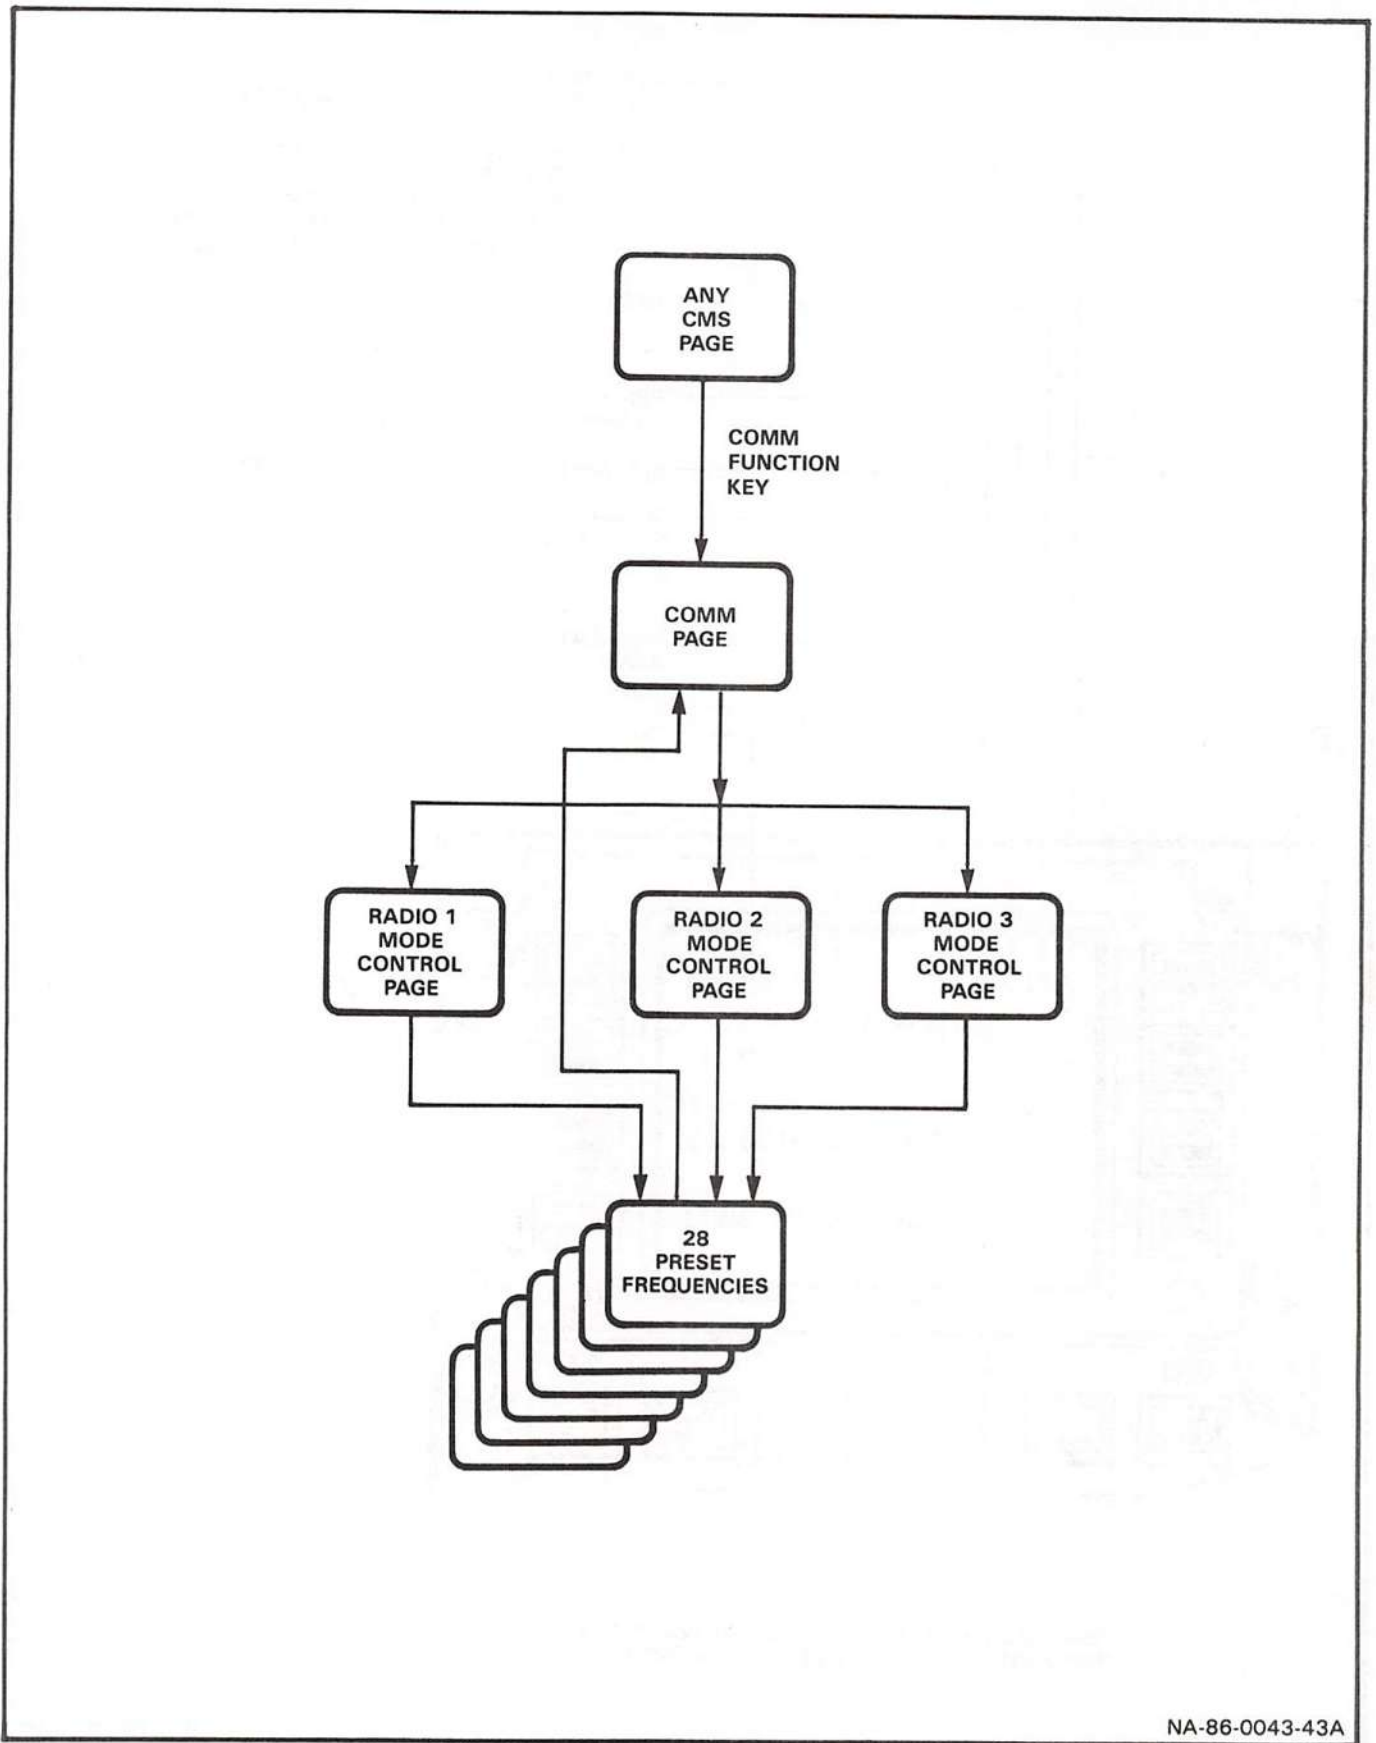 ANY
CMS
PAGE
COMM
FUNCTION
KEY
COMM
PAGE
RADIO 1
MODE
CONTROL
PAGE
RADIO 2
MODE
CONTROL
PAGE
RADIO 3
MODE
CONTROL
PAGE
28
PRESET
FREQUENCIES
NA-86-0043-43A